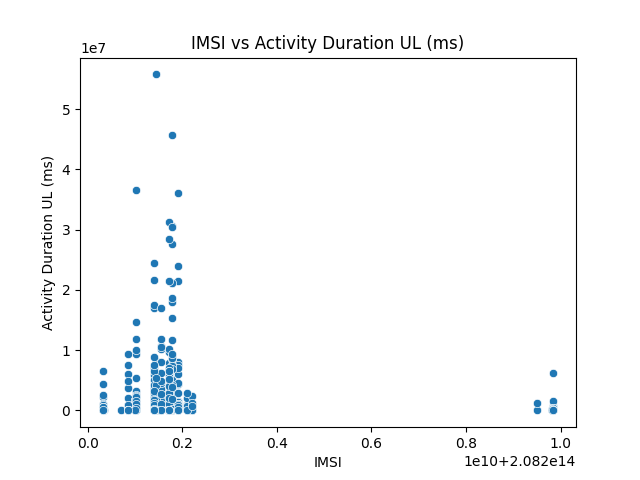 IMSI vs Activity Duration UL (ms)
1e7
5
4
3
2
1
0
Activity Duration UL (ms)
0.0 0.2 0.4 0.6 0.8 1.0
IMSI
1e10+2.082e14